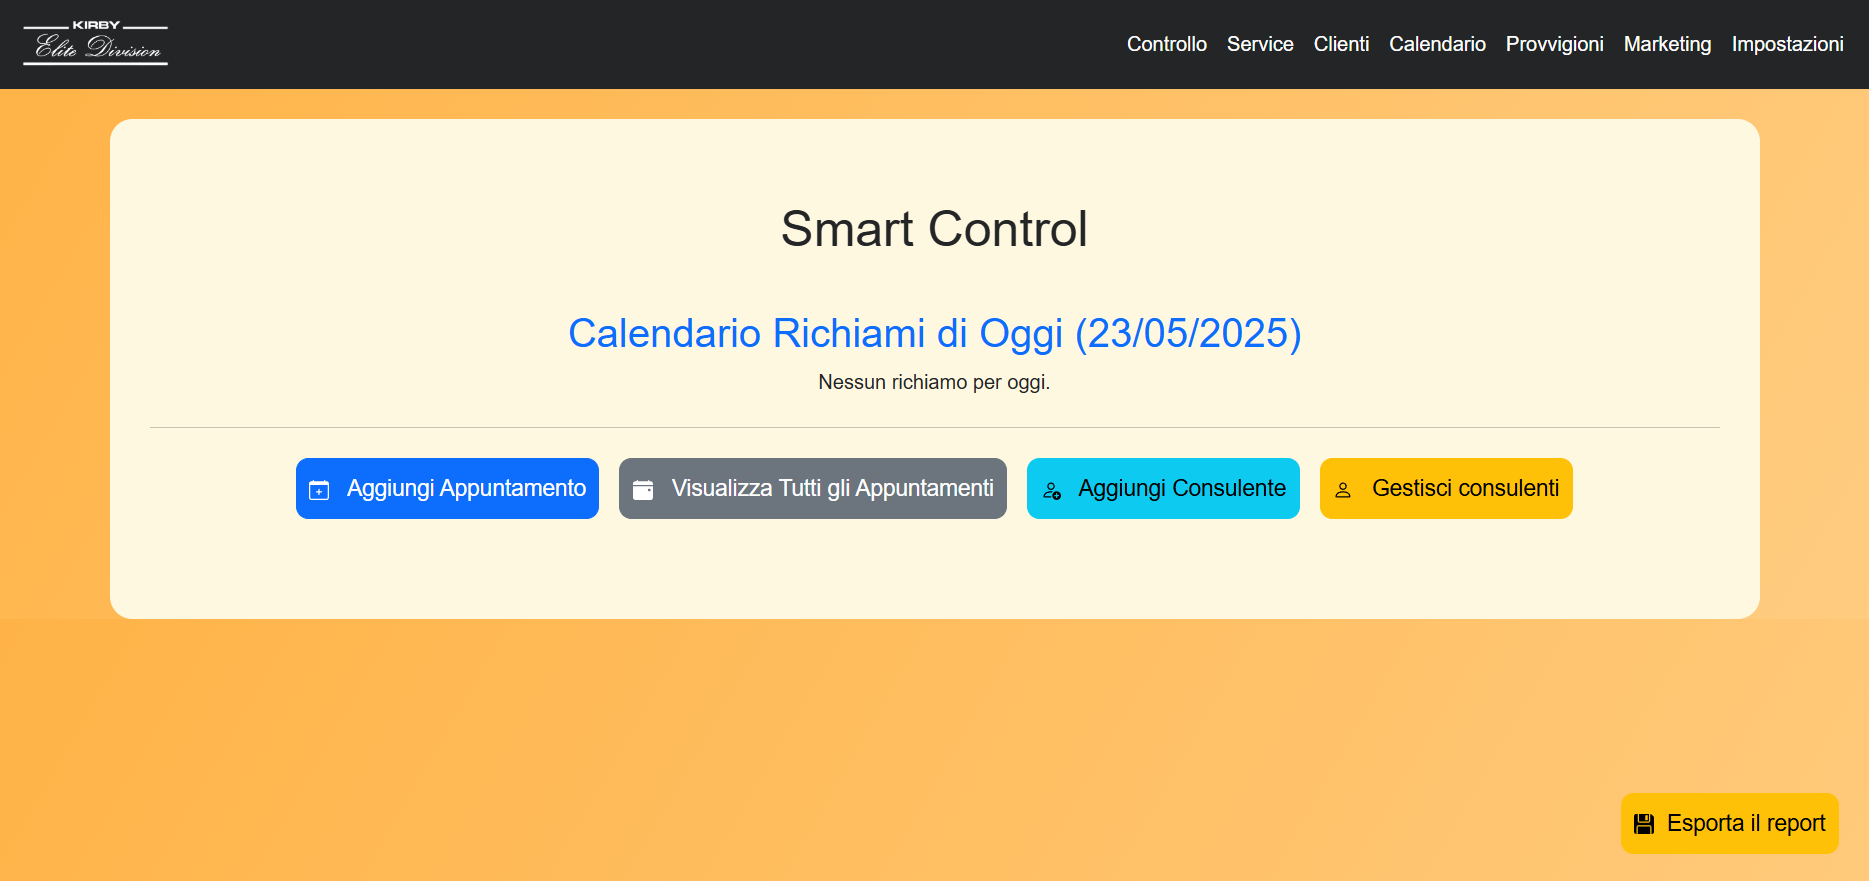 KIRBY
Elite Division
Controllo Service Clienti Calendario Provvigioni Marketing Impostazioni
Smart Control
Calendario Richiami di Oggi (23/05/2025)
Nessun richiamo per oggi.
Aggiungi Appuntamento Visualizza Tutti gli Appuntamenti Aggiungi Consulente Gestisci consulenti
Esporta il report